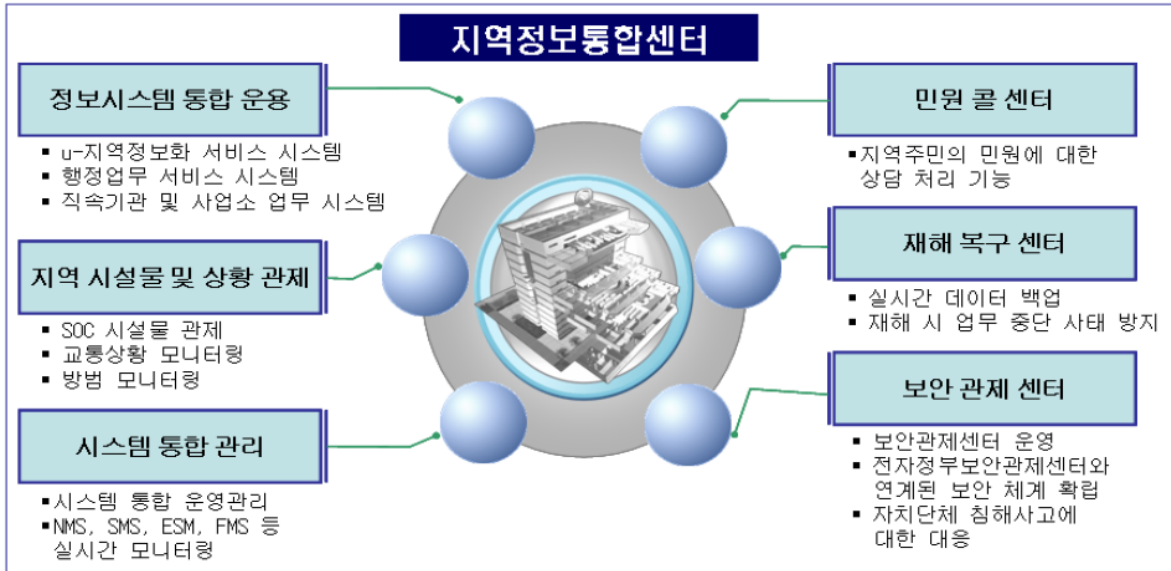 지역정보통합센터
정보시스템 통합 운용
▪ u-지역정보화 서비스 시스템
▪ 행정업무 서비스 시스템
▪ 직속기관 및 사업소 업무 시스템
지역 시설물 및 상황 관제
▪ SOC 시설물 관제
▪ 교통상황 모니터링
▪ 방범 모니터링
시스템 통합 관리
▪시스템 통합 운영관리
▪NMS, SMS, ESM, FMS 등
실시간 모니터링
민원 콜 센터
▪지역주민의 민원에 대한
상담 처리 기능
재해 복구 센터
▪ 실시간 데이터 백업
▪ 재해 시 업무 중단 사태 방지
보안 관제 센터
▪ 보안관제센터 운영
▪ 전자정부보안관제센터와
연계된 보안 체계 확립
▪ 자치단체 침해사고에
대한 대응